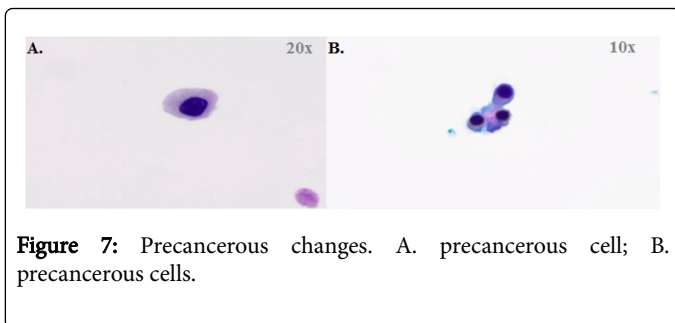 A. 20x B. 10x
Figure 7: Precancerous changes. A. precancerous cell; B.
precancerous cells.